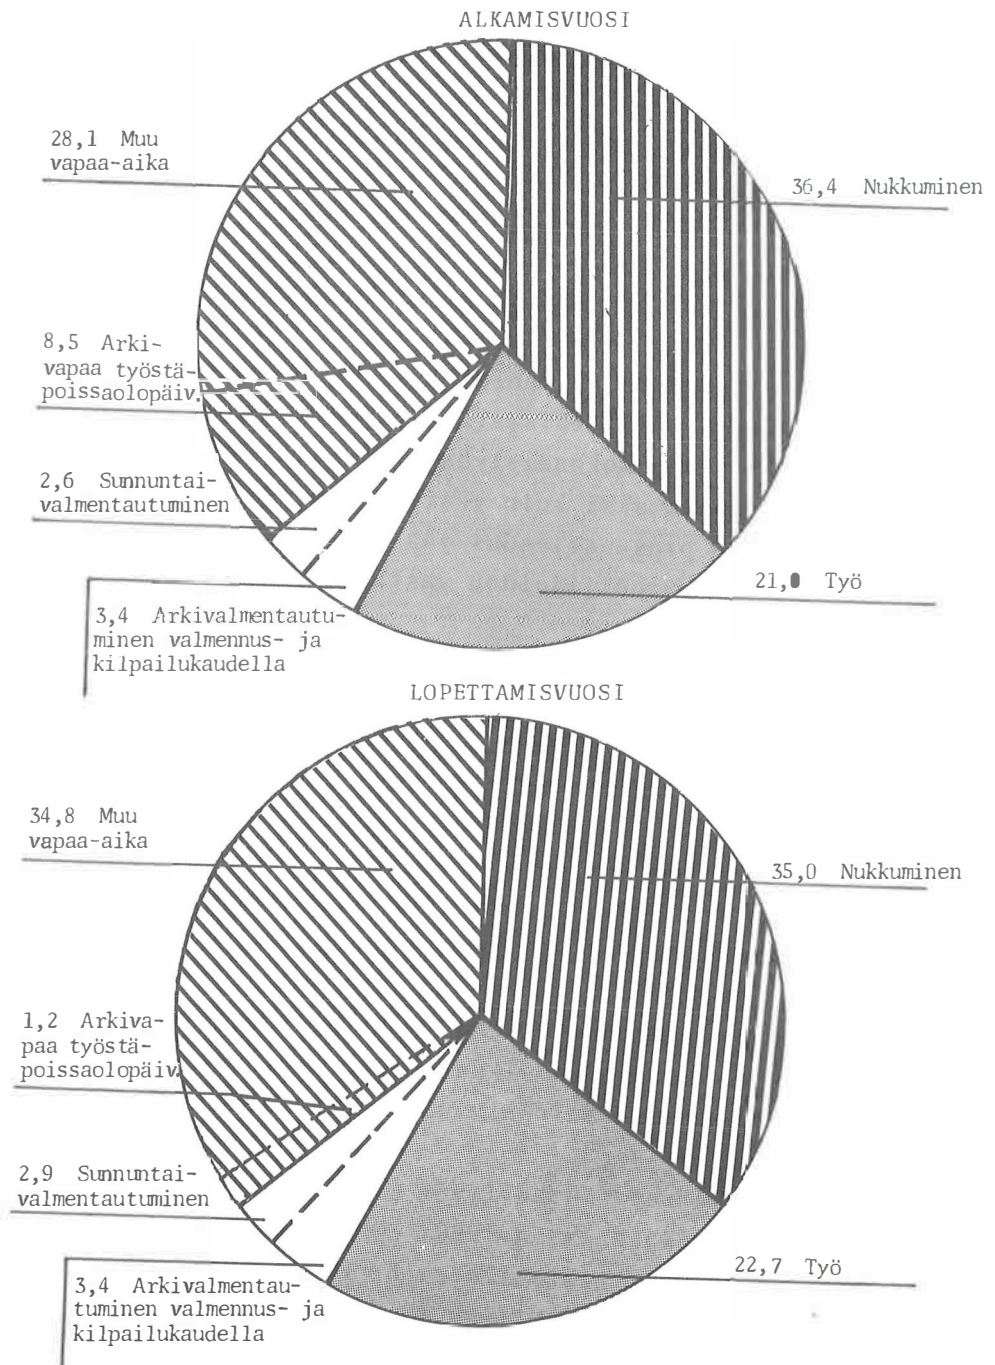 ALKAMISVUOSI
28,1 Muu
vapaa-aika
36,4 Nukkuminen
8,5 Arki-
vapaa työstä-
poissaolopäiv.
2,6 Sunnuntai-
valmentautuminen
21,0 Työ
3,4 Arkivalmentautu-
minen valmennus- ja
kilpailukaudella
LOPETTAMISVUOSI
34,8 Muu
vapaa-aika
35,0 Nukkuminen
1,2 Arkiva-
paa työstä-
poissaolopäiv.
2,9 Sunnuntai-
valmentautuminen
22,7 Työ
3,4 Arkivalmentau-
tuminen valmennus- ja
kilpailukaudella